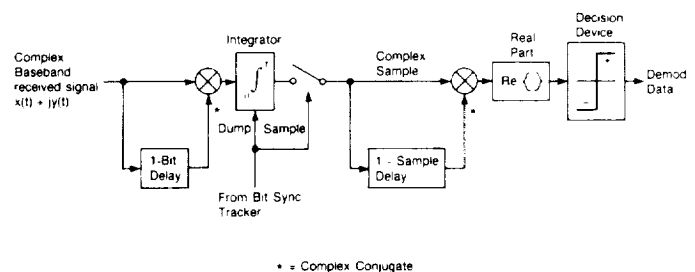 Complex
Baseband
received signal
x(t) + jy(t)
*
1-Bit
Delay
Integrator
∫ T
0
Dump
Sample
From Bit Sync
Tracker
Complex
Sample
*
1 - Sample
Delay
Real
Part
Re { }
Decision
Device
+
−
Demod
Data
* = Complex Conjugate